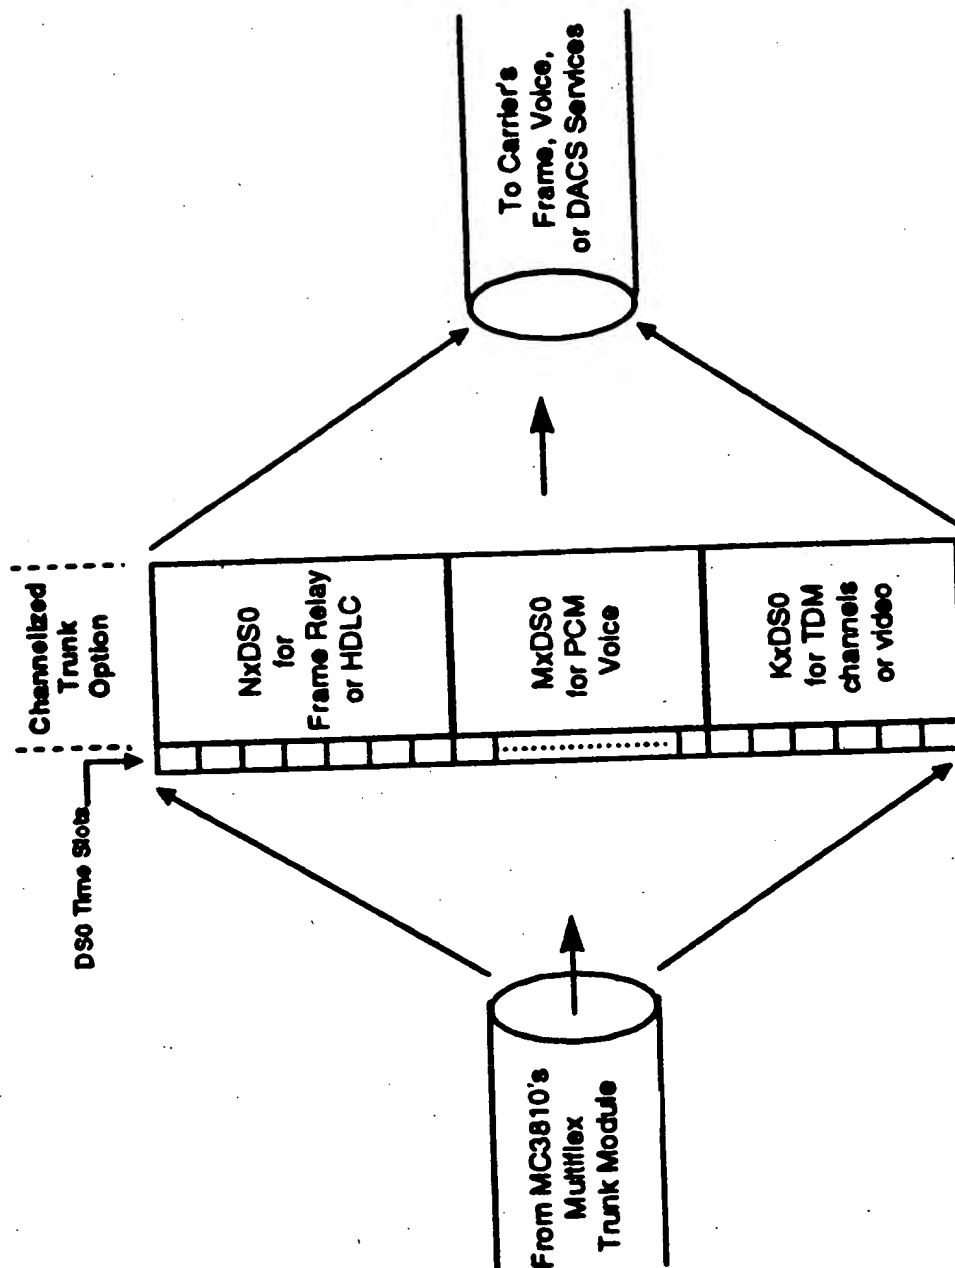 Channelized
Trunk
Option
DS0 Time Slots
NxDS0
for
Frame Relay
or HDLC
MxDS0
for PCM
Voice
KxDS0
for TDM
channels
or video
From MC3810's
Multiflex
Trunk Module
To Carrier's
Frame, Voice,
or DACS Services